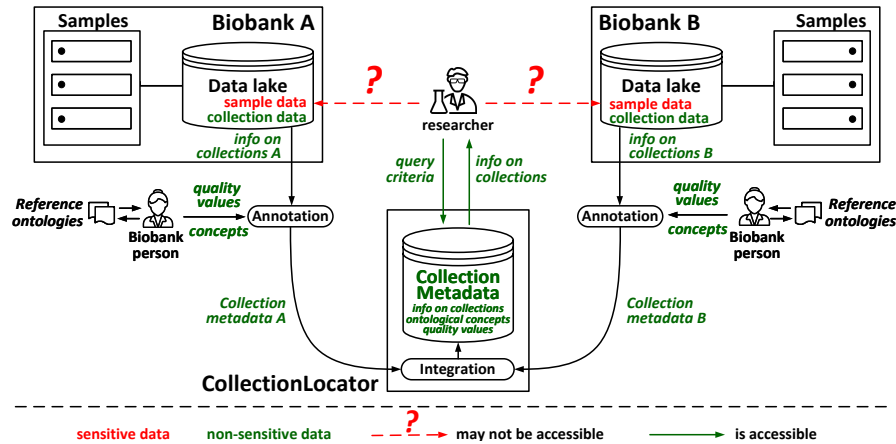 Biobank A
Samples
Data lake
sample data
collection data
info on
collections A
?
?
researcher
Biobank B
Samples
Data lake
sample data
collection data
info on
collections B
query
criteria
info on
collections
Reference
ontologies
Biobank
person
quality
values
concepts
Annotation
Annotation
quality
values
concepts
Biobank
person
Reference
ontologies
Collection
Metadata
info on collections
ontological concepts
quality values
Collection
metadata A
Collection
metadata B
Integration
CollectionLocator
sensitive data
non-sensitive data
?
may not be accessible
is accessible